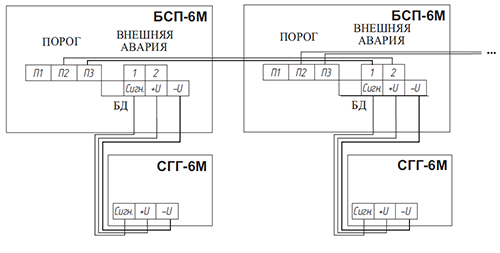 БСП-6М
ПОРОГ
ВНЕШНЯЯ
АВАРИЯ
П1 П2 П3 1 2
Сигн. +U -U
БД
СГГ-6М
Сигн. +U -U
БСП-6М
ПОРОГ
ВНЕШНЯЯ
АВАРИЯ
П1 П2 П3 1 2
Сигн. +U -U
БД
СГГ-6М
Сигн. +U -U
...